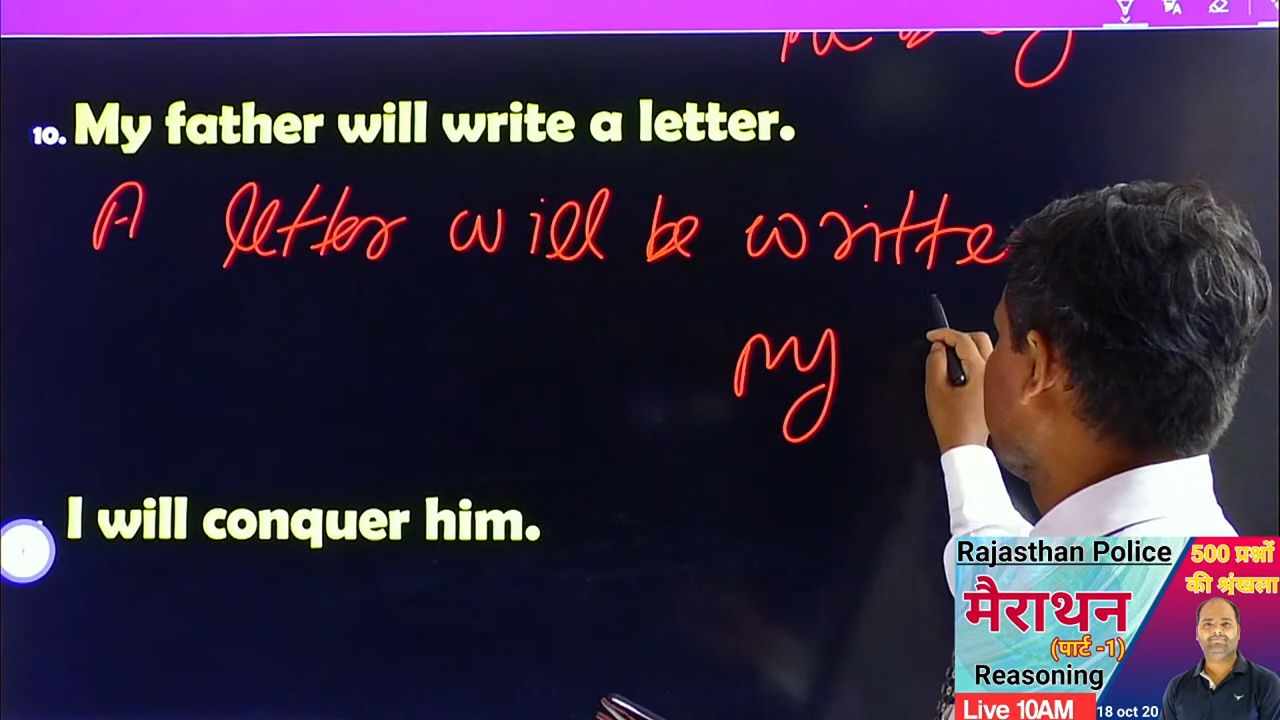 10. My father will write a letter.
A letter will be writte
my
I will conquer him.
Rajasthan Police
500 प्रश्नों
की श्रृंखला
मैराथन
(पार्ट -1)
Reasoning
Live 10AM
18 oct 20